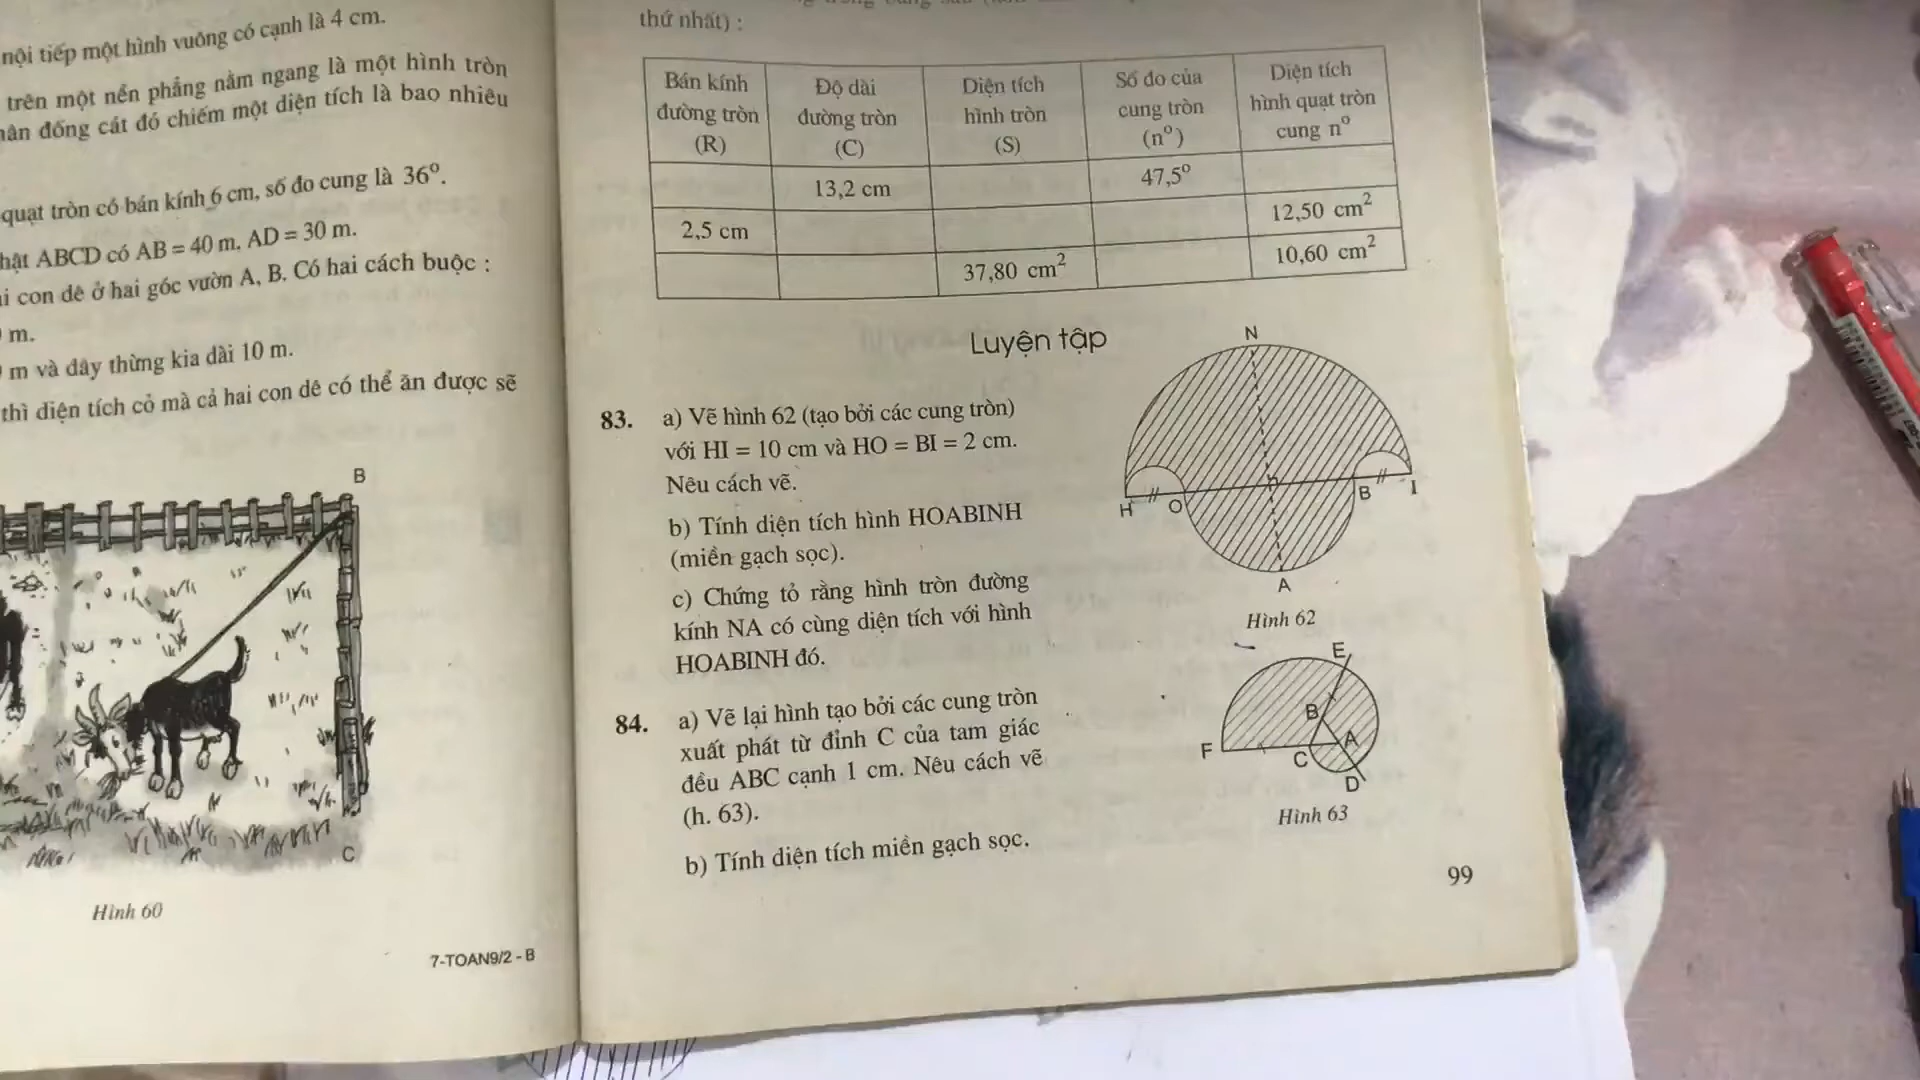 nội tiếp một hình vuông có cạnh là 4 cm.
trên một nền phẳng nằm ngang là một hình tròn
chân đống cát đó chiếm một diện tích là bao nhiêu
quạt tròn có bán kính 6 cm, số đo cung là 36°.
ABCD có AB = 40 m, AD = 30 m.
con dê ở hai góc vườn A, B. Có hai cách buộc :
m.
m và dây thừng kia dài 10 m.
thì diện tích cỏ mà cả hai con dê có thể ăn được sẽ
B
C
Hình 60
7-TOAN9/2 - B
thứ nhất) :
Bán kính đường tròn (R)
Độ dài đường tròn (C)
Diện tích hình tròn (S)
Số đo của cung tròn (n°)
Diện tích hình quạt tròn cung n°
13,2 cm
47,5°
2,5 cm
12,50 cm²
37,80 cm²
10,60 cm²
Luyện tập
83. a) Vẽ hình 62 (tạo bởi các cung tròn)
với HI = 10 cm và HO = BI = 2 cm.
Nêu cách vẽ.
b) Tính diện tích hình HOABINH
(miền gạch sọc).
c) Chứng tỏ rằng hình tròn đường
kính NA có cùng diện tích với hình
HOABINH đó.
N
H
O
B
I
A
Hình 62
84. a) Vẽ lại hình tạo bởi các cung tròn
xuất phát từ đỉnh C của tam giác
đều ABC cạnh 1 cm. Nêu cách vẽ
(h. 63).
b) Tính diện tích miền gạch sọc.
E
B
F
A
C
D
Hình 63
99